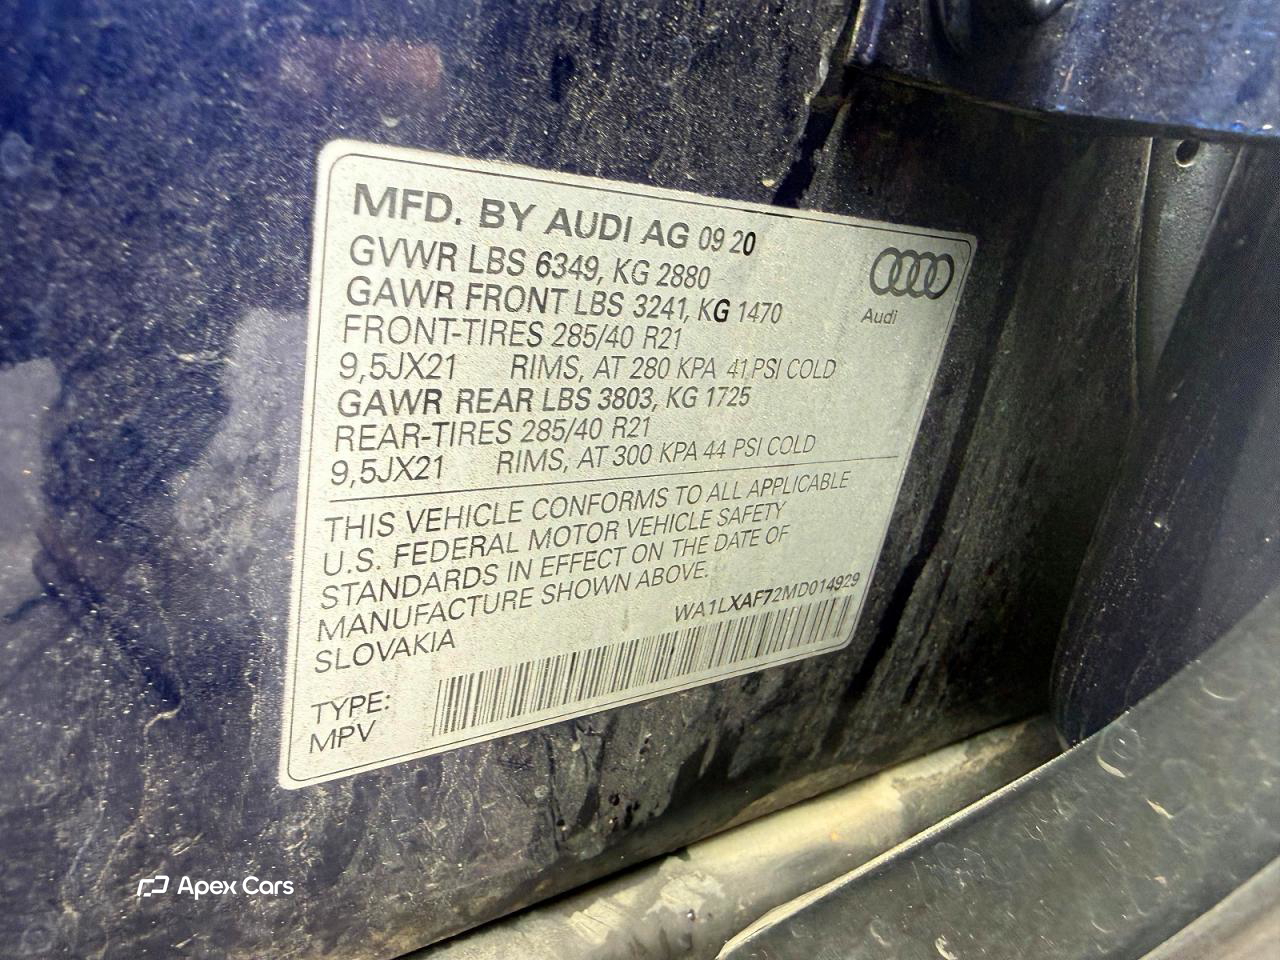 MFD. BY AUDI AG 09 20
GVWR LBS 6349, KG 2880
GAWR FRONT LBS 3241, KG 1470
FRONT-TIRES 285/40 R21
9,5JX21 RIMS, AT 280 KPA 41 PSI COLD
GAWR REAR LBS 3803, KG 1725
REAR-TIRES 285/40 R21
9,5JX21 RIMS, AT 300 KPA 44 PSI COLD
Audi
THIS VEHICLE CONFORMS TO ALL APPLICABLE
U.S. FEDERAL MOTOR VEHICLE SAFETY
STANDARDS IN EFFECT ON THE DATE OF
MANUFACTURE SHOWN ABOVE.
SLOVAKIA WA1LXAF72MD014929
TYPE:
MPV
Apex Cars